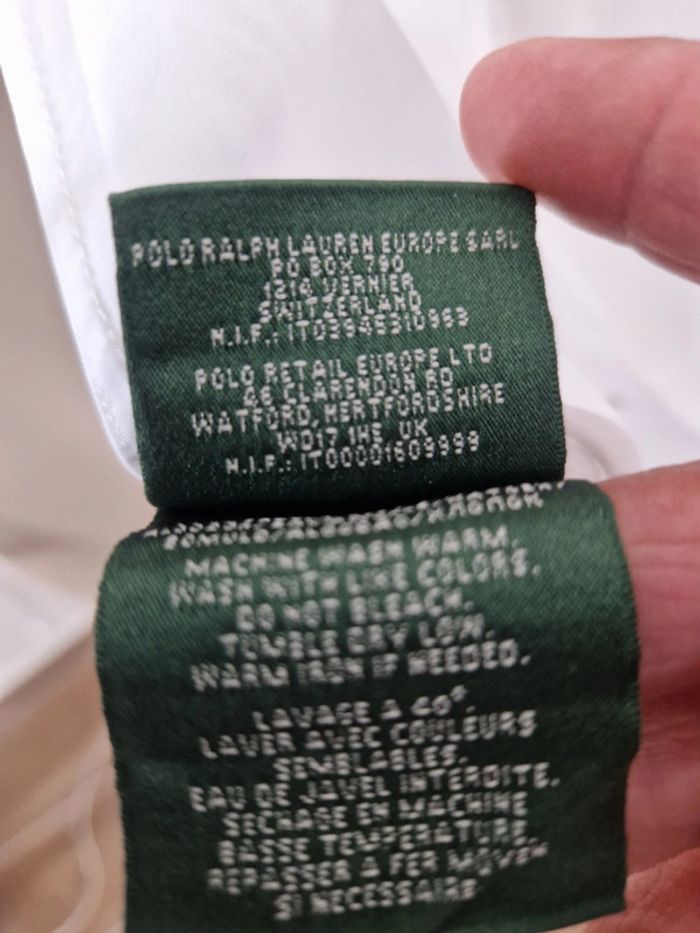 POLO RALPH LAUREN EUROPE SARL
PO BOX 790
1214 VERNIER
SWITZERLAND
N.I.F.: IT03945310963
POLO RETAIL EUROPE LTD
46 CLARENDON RD
WATFORD, HERTFORDSHIRE
WD17 1HE, UK
N.I.F.: IT00001609999
MACHINE WASH WARM.
WASH WITH LIKE COLORS.
DO NOT BLEACH.
TUMBLE DRY LOW.
WARM IRON IF NEEDED.
LAVAGE A 40°.
LAVER AVEC COULEURS
SEMBLABLES.
EAU DE JAVEL INTERDITE.
SECHAGE EN MACHINE
BASSE TEMPERATURE
REPASSER A FER MOYEN
SI NECESSAIRE